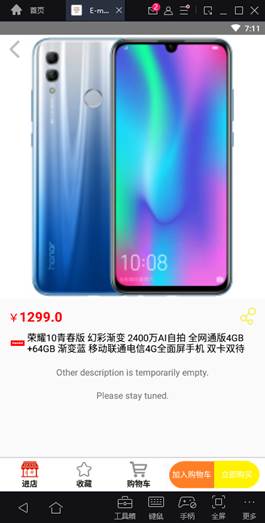 首页
E-m...
2
7:11
honor
10:08
￥1299.0
荣耀10青春版 幻彩渐变 2400万AI自拍 全网通版4GB
+64GB 渐变蓝 移动联通电信4G全面屏手机 双卡双待
Other description is temporarily empty.
Please stay tuned.
进店 收藏 购物车 加入购物车 立即购买
工具箱 键鼠 手柄 全屏 更多